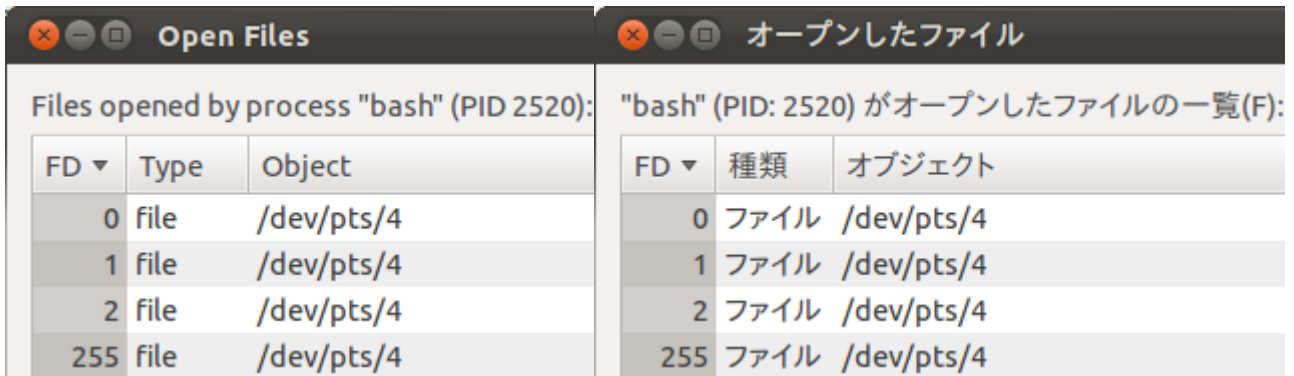 Open Files
Files opened by process "bash" (PID 2520):
FD Type Object
0 file /dev/pts/4
1 file /dev/pts/4
2 file /dev/pts/4
255 file /dev/pts/4
オープンしたファイル
"bash" (PID: 2520) がオープンしたファイルの一覧(F):
FD 種類 オブジェクト
0 ファイル /dev/pts/4
1 ファイル /dev/pts/4
2 ファイル /dev/pts/4
255 ファイル /dev/pts/4